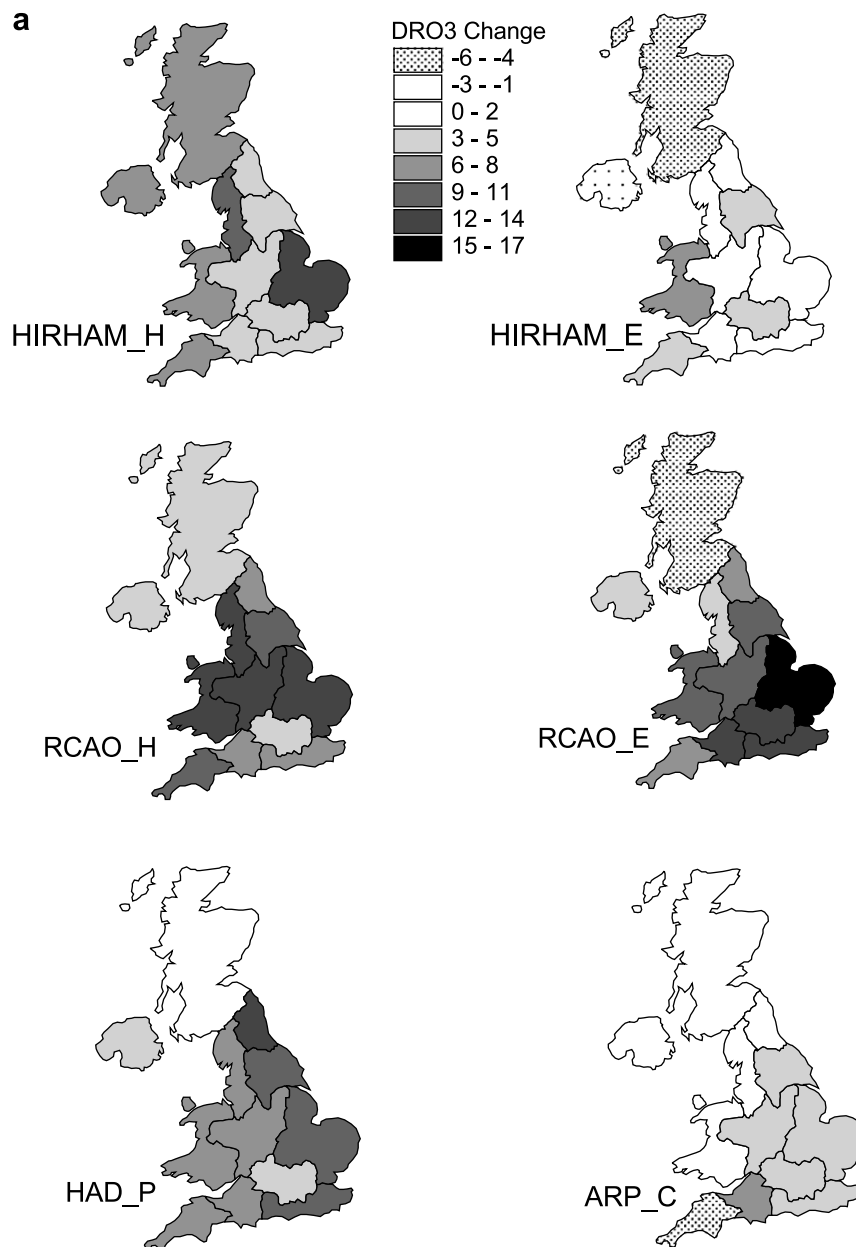 a
DRO3 Change
-6 - -4
-3 - -1
0 - 2
3 - 5
6 - 8
9 - 11
12 - 14
15 - 17
HIRHAM_H
HIRHAM_E
RCAO_H
RCAO_E
HAD_P
ARP_C